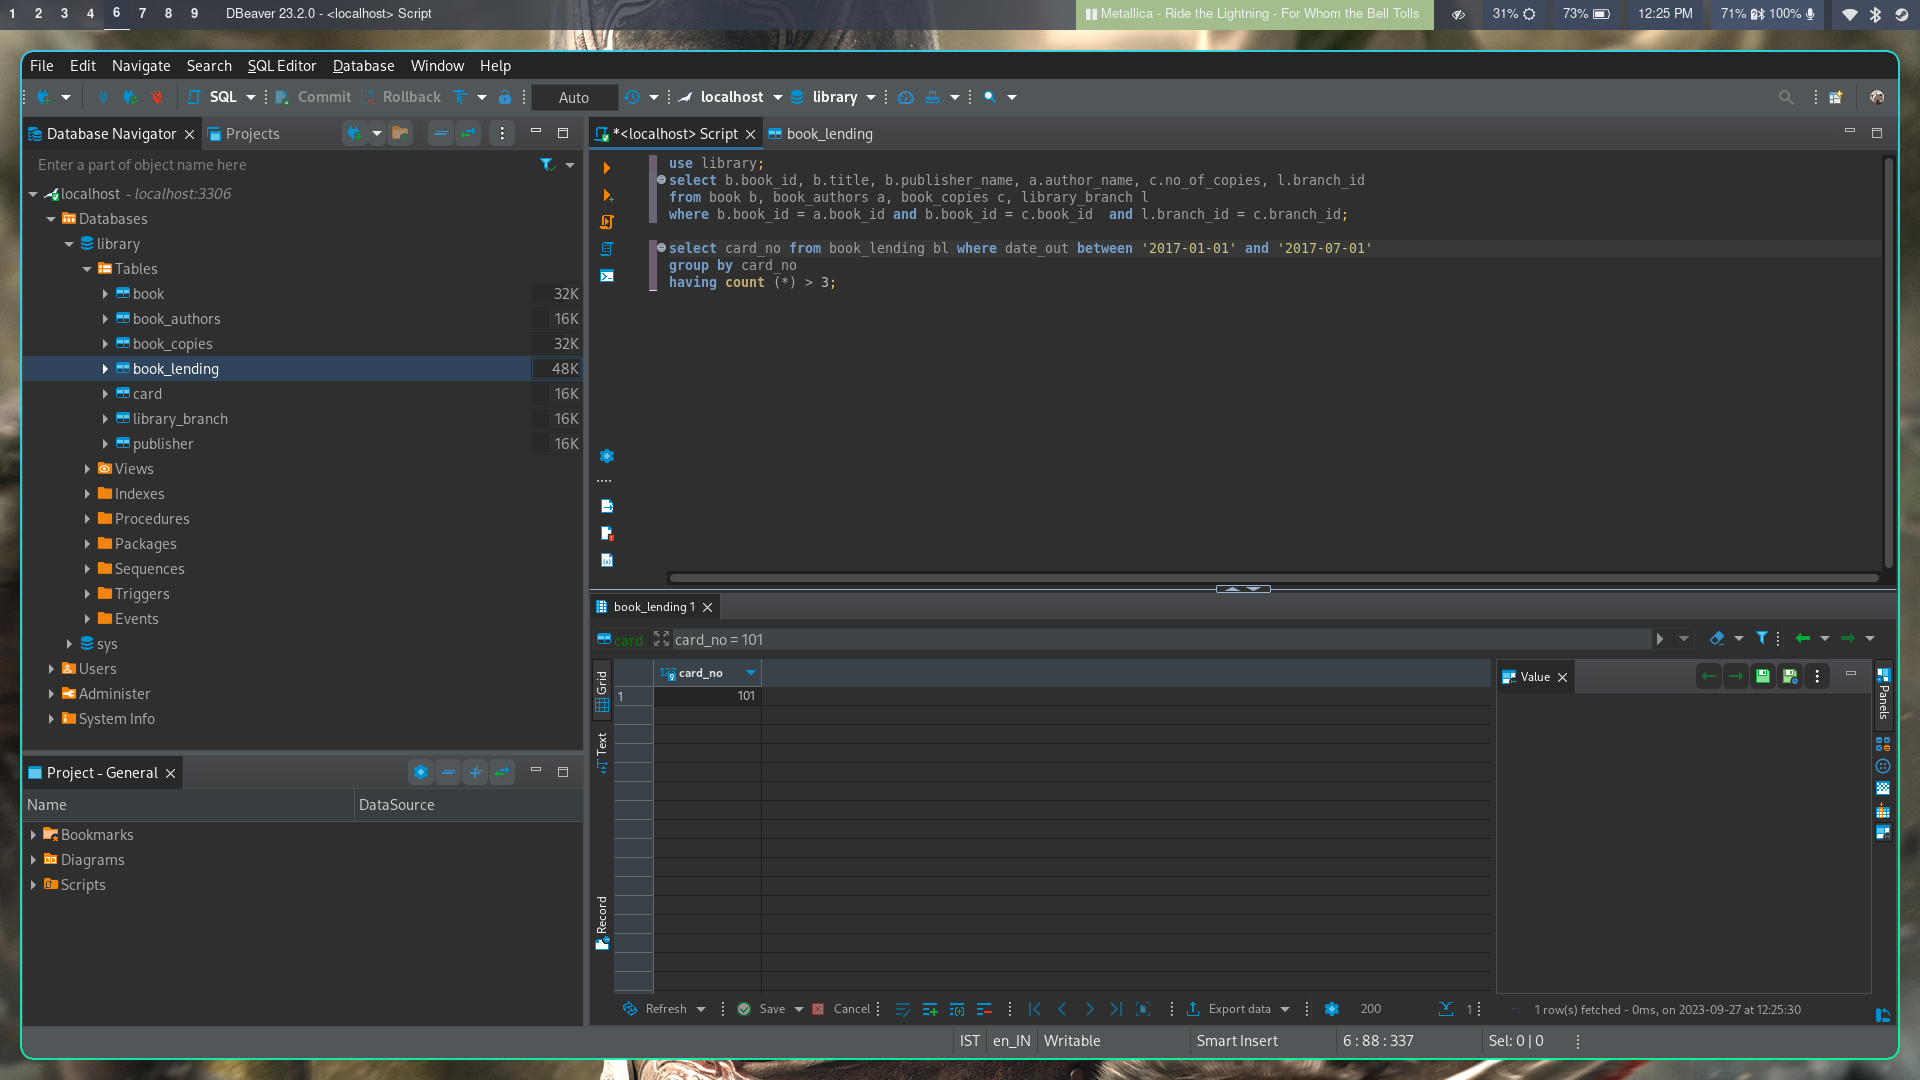 1 2 3 4 6 7 8 9 DBeaver 23.2.0 - <localhost> Script Metallica - Ride the Lightning - For Whom the Bell Tolls 31% 73% 12:25 PM 71% 100%
File Edit Navigate Search SQL Editor Database Window Help
SQL Commit Rollback Auto localhost library
Database Navigator Projects
Enter a part of object name here
localhost - localhost:3306
Databases
library
Tables
book 32K
book_authors 16K
book_copies 32K
book_lending 48K
card 16K
library_branch 16K
publisher 16K
Views
Indexes
Procedures
Packages
Sequences
Triggers
Events
sys
Users
Administer
System Info
Project - General
Name DataSource
Bookmarks
Diagrams
Scripts
*<localhost> Script book_lending
use library;
select b.book_id, b.title, b.publisher_name, a.author_name, c.no_of_copies, l.branch_id
from book b, book_authors a, book_copies c, library_branch l
where b.book_id = a.book_id and b.book_id = c.book_id  and l.branch_id = c.branch_id;
select card_no from book_lending bl where date_out between '2017-01-01' and '2017-07-01'
group by card_no
having count (*) > 3;
book_lending 1
card card_no = 101
Grid
Text
Record
123 card_no
1 101
Value
Panels
Refresh Save Cancel Export data 200 1 1 row(s) fetched - 0ms, on 2023-09-27 at 12:25:30
IST en_IN Writable Smart Insert 6 : 88 : 337 Sel: 0 | 0